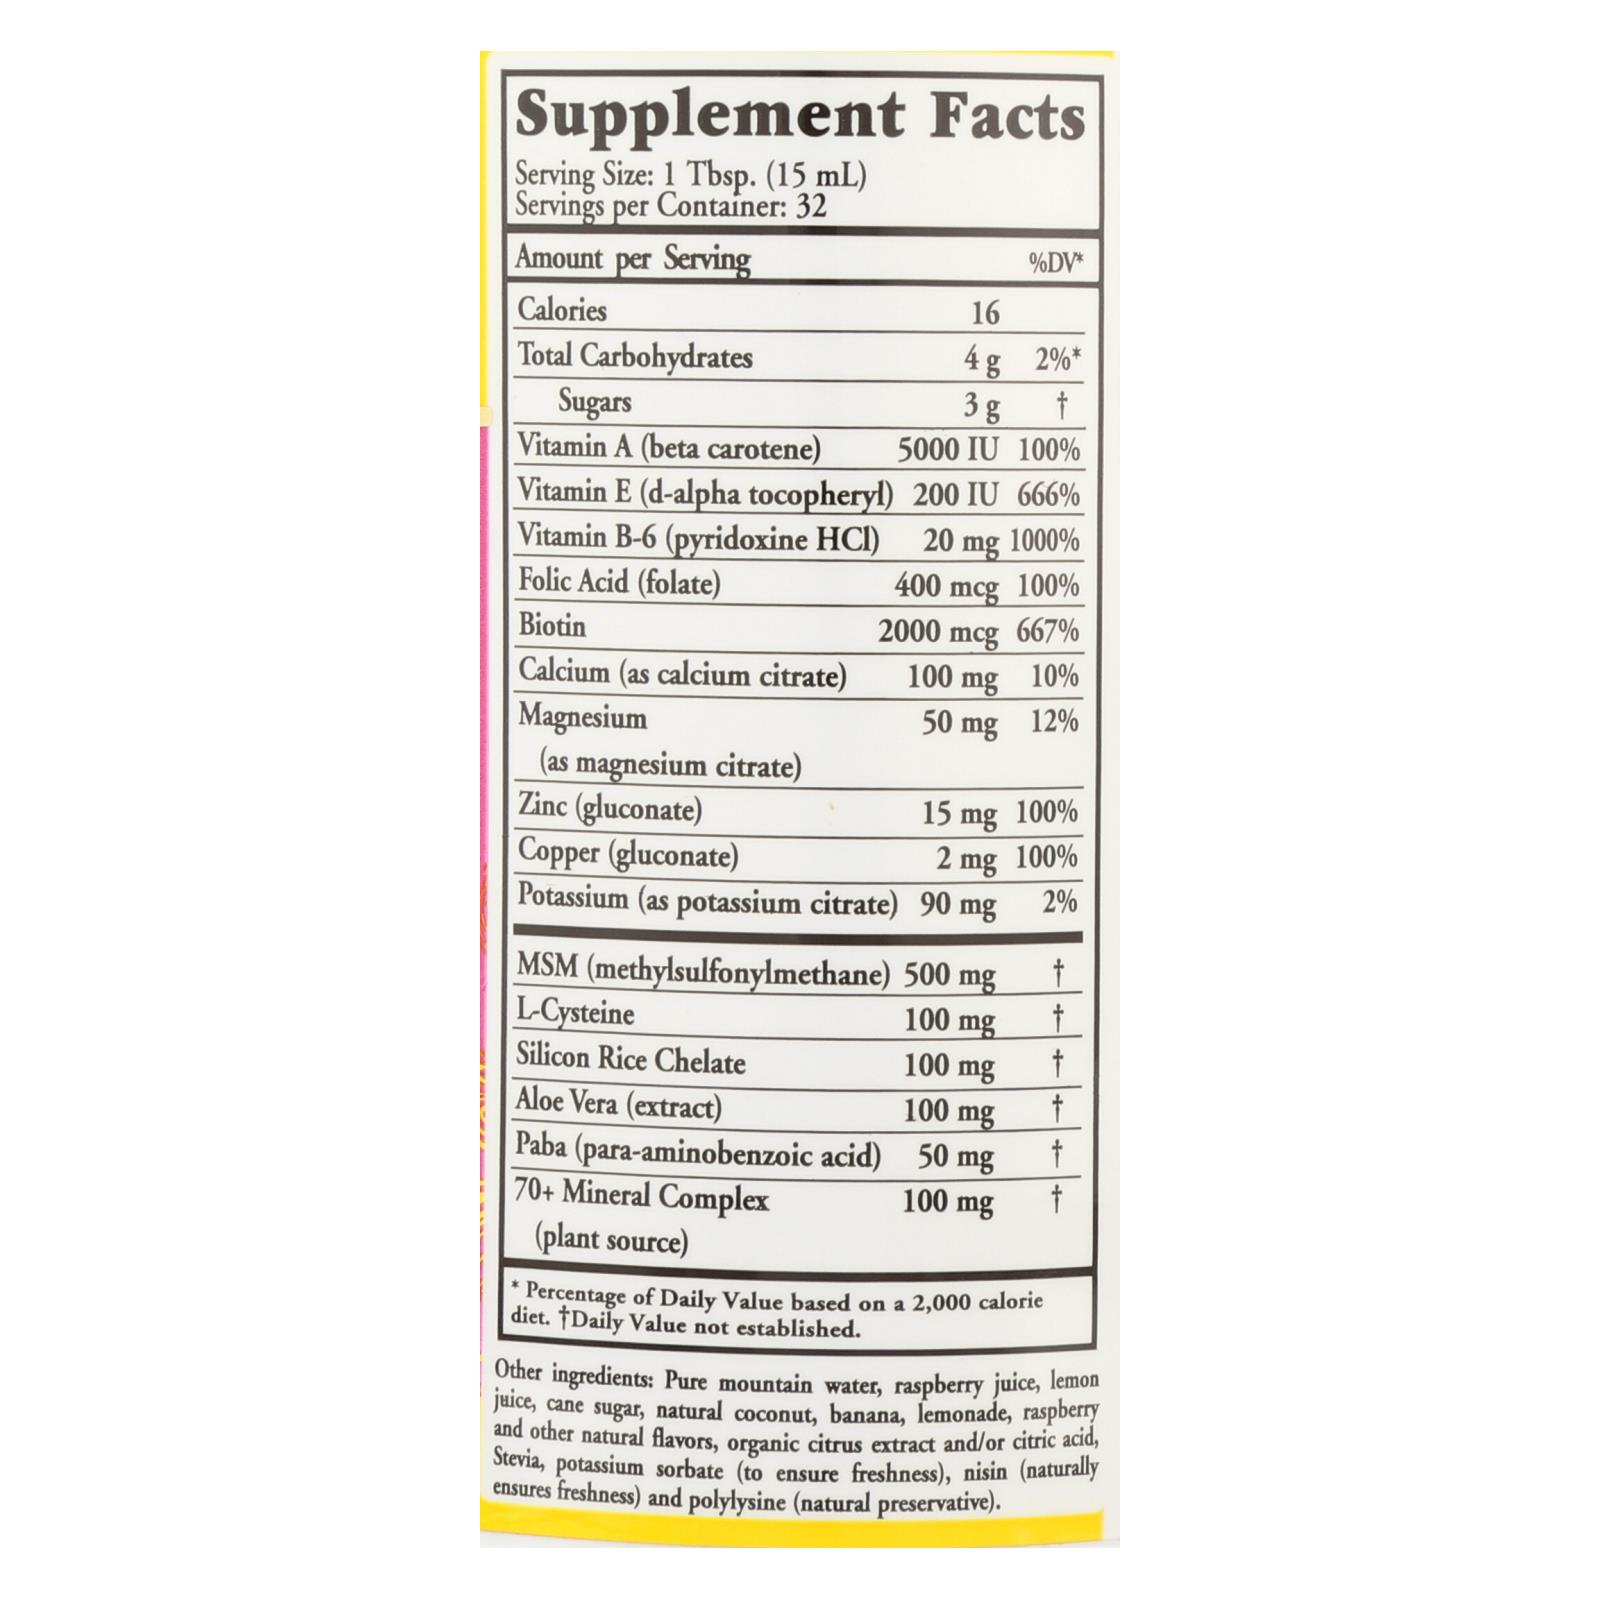 Supplement Facts
Serving Size: 1 Tbsp. (15 mL)
Servings per Container: 32
Amount per Serving %DV*
Calories 16
Total Carbohydrates 4 g 2%*
Sugars 3 g †
Vitamin A (beta carotene) 5000 IU 100%
Vitamin E (d-alpha tocopheryl) 200 IU 666%
Vitamin B-6 (pyridoxine HCl) 20 mg 1000%
Folic Acid (folate) 400 mcg 100%
Biotin 2000 mcg 667%
Calcium (as calcium citrate) 100 mg 10%
Magnesium 50 mg 12%
(as magnesium citrate)
Zinc (gluconate) 15 mg 100%
Copper (gluconate) 2 mg 100%
Potassium (as potassium citrate) 90 mg 2%
MSM (methylsulfonylmethane) 500 mg †
L-Cysteine 100 mg †
Silicon Rice Chelate 100 mg †
Aloe Vera (extract) 100 mg †
Paba (para-aminobenzoic acid) 50 mg †
70+ Mineral Complex 100 mg †
(plant source)
* Percentage of Daily Value based on a 2,000 calorie
diet. †Daily Value not established.
Other ingredients: Pure mountain water, raspberry juice, lemon
juice, cane sugar, natural coconut, banana, lemonade, raspberry
and other natural flavors, organic citrus extract and/or citric acid,
Stevia, potassium sorbate (to ensure freshness), nisin (naturally
ensures freshness) and polylysine (natural preservative).